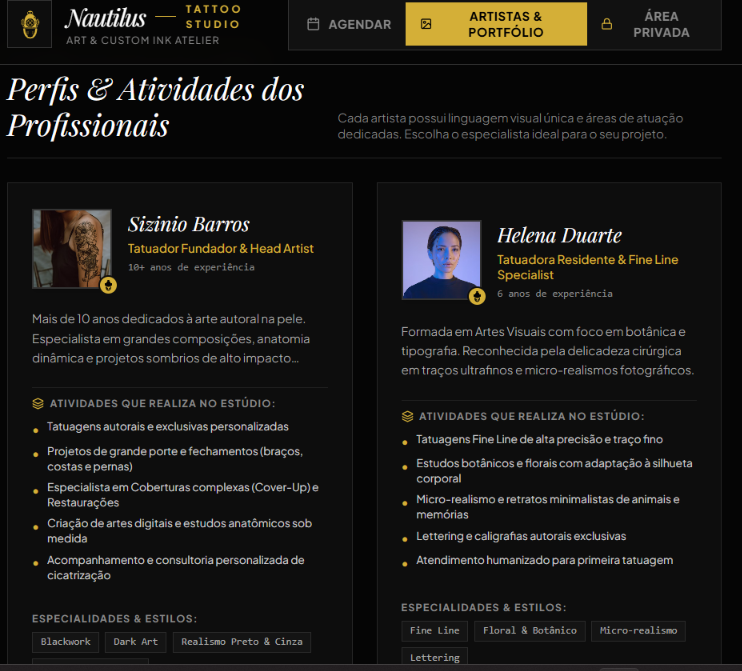 Nautilus
TATTOO
STUDIO
ART & CUSTOM INK ATELIER
AGENDAR
ARTISTAS &
PORTFÓLIO
ÁREA
PRIVADA
Perfis & Atividades dos
Profissionais
Cada artista possui linguagem visual única e áreas de atuação
dedicadas. Escolha o especialista ideal para o seu projeto.
Sizinio Barros
Tatuador Fundador & Head Artist
10+ anos de experiência
Mais de 10 anos dedicados à arte autoral na pele.
Especialista em grandes composições, anatomia
dinâmica e projetos sombrios de alto impacto...
ATIVIDADES QUE REALIZA NO ESTÚDIO:
Tatuagens autorais e exclusivas personalizadas
Projetos de grande porte e fechamentos (braços,
costas e pernas)
Especialista em Coberturas complexas (Cover-Up) e
Restaurações
Criação de artes digitais e estudos anatômicos sob
medida
Acompanhamento e consultoria personalizada de
cicatrização
ESPECIALIDADES & ESTILOS:
Blackwork
Dark Art
Realismo Preto & Cinza
Helena Duarte
Tatuadora Residente & Fine Line
Specialist
6 anos de experiência
Formada em Artes Visuais com foco em botânica e
tipografia. Reconhecida pela delicadeza cirúrgica
em traços ultrafinos e micro-realismos fotográficos.
ATIVIDADES QUE REALIZA NO ESTÚDIO:
Tatuagens Fine Line de alta precisão e traço fino
Estudos botânicos e florais com adaptação à silhueta
corporal
Micro-realismo e retratos minimalistas de animais e
memórias
Lettering e caligrafias autorais exclusivas
Atendimento humanizado para primeira tatuagem
ESPECIALIDADES & ESTILOS:
Fine Line
Floral & Botânico
Micro-realismo
Lettering